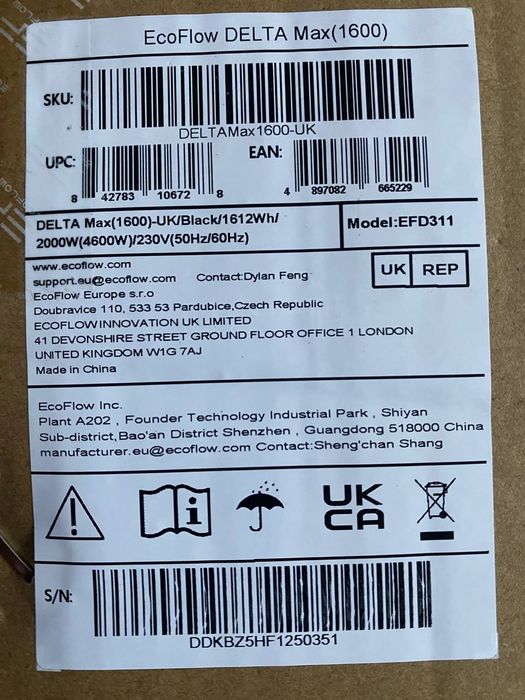 EcoFlow DELTA Max(1600)
SKU:
DELTAMax1600-UK
UPC:
8 42783 10672 8
EAN:
4 897082 665229
DELTA Max(1600)-UK/Black/1612Wh/
2000W(4600W)/230V(50Hz/60Hz)
Model:EFD311
www.ecoflow.com
support.eu@ecoflow.com Contact:Dylan Feng
UK REP
EcoFlow Europe s.r.o
Doubravice 110, 533 53 Pardubice,Czech Republic
ECOFLOW INNOVATION UK LIMITED
41 DEVONSHIRE STREET GROUND FLOOR OFFICE 1 LONDON
UNITED KINGDOM W1G 7AJ
Made in China
EcoFlow Inc.
Plant A202 , Founder Technology Industrial Park , Shiyan
Sub-district,Bao'an District Shenzhen , Guangdong 518000 China
manufacturer.eu@ecoflow.com Contact:Sheng'chan Shang
UK
CA
S/N:
DDKBZ5HF1250351